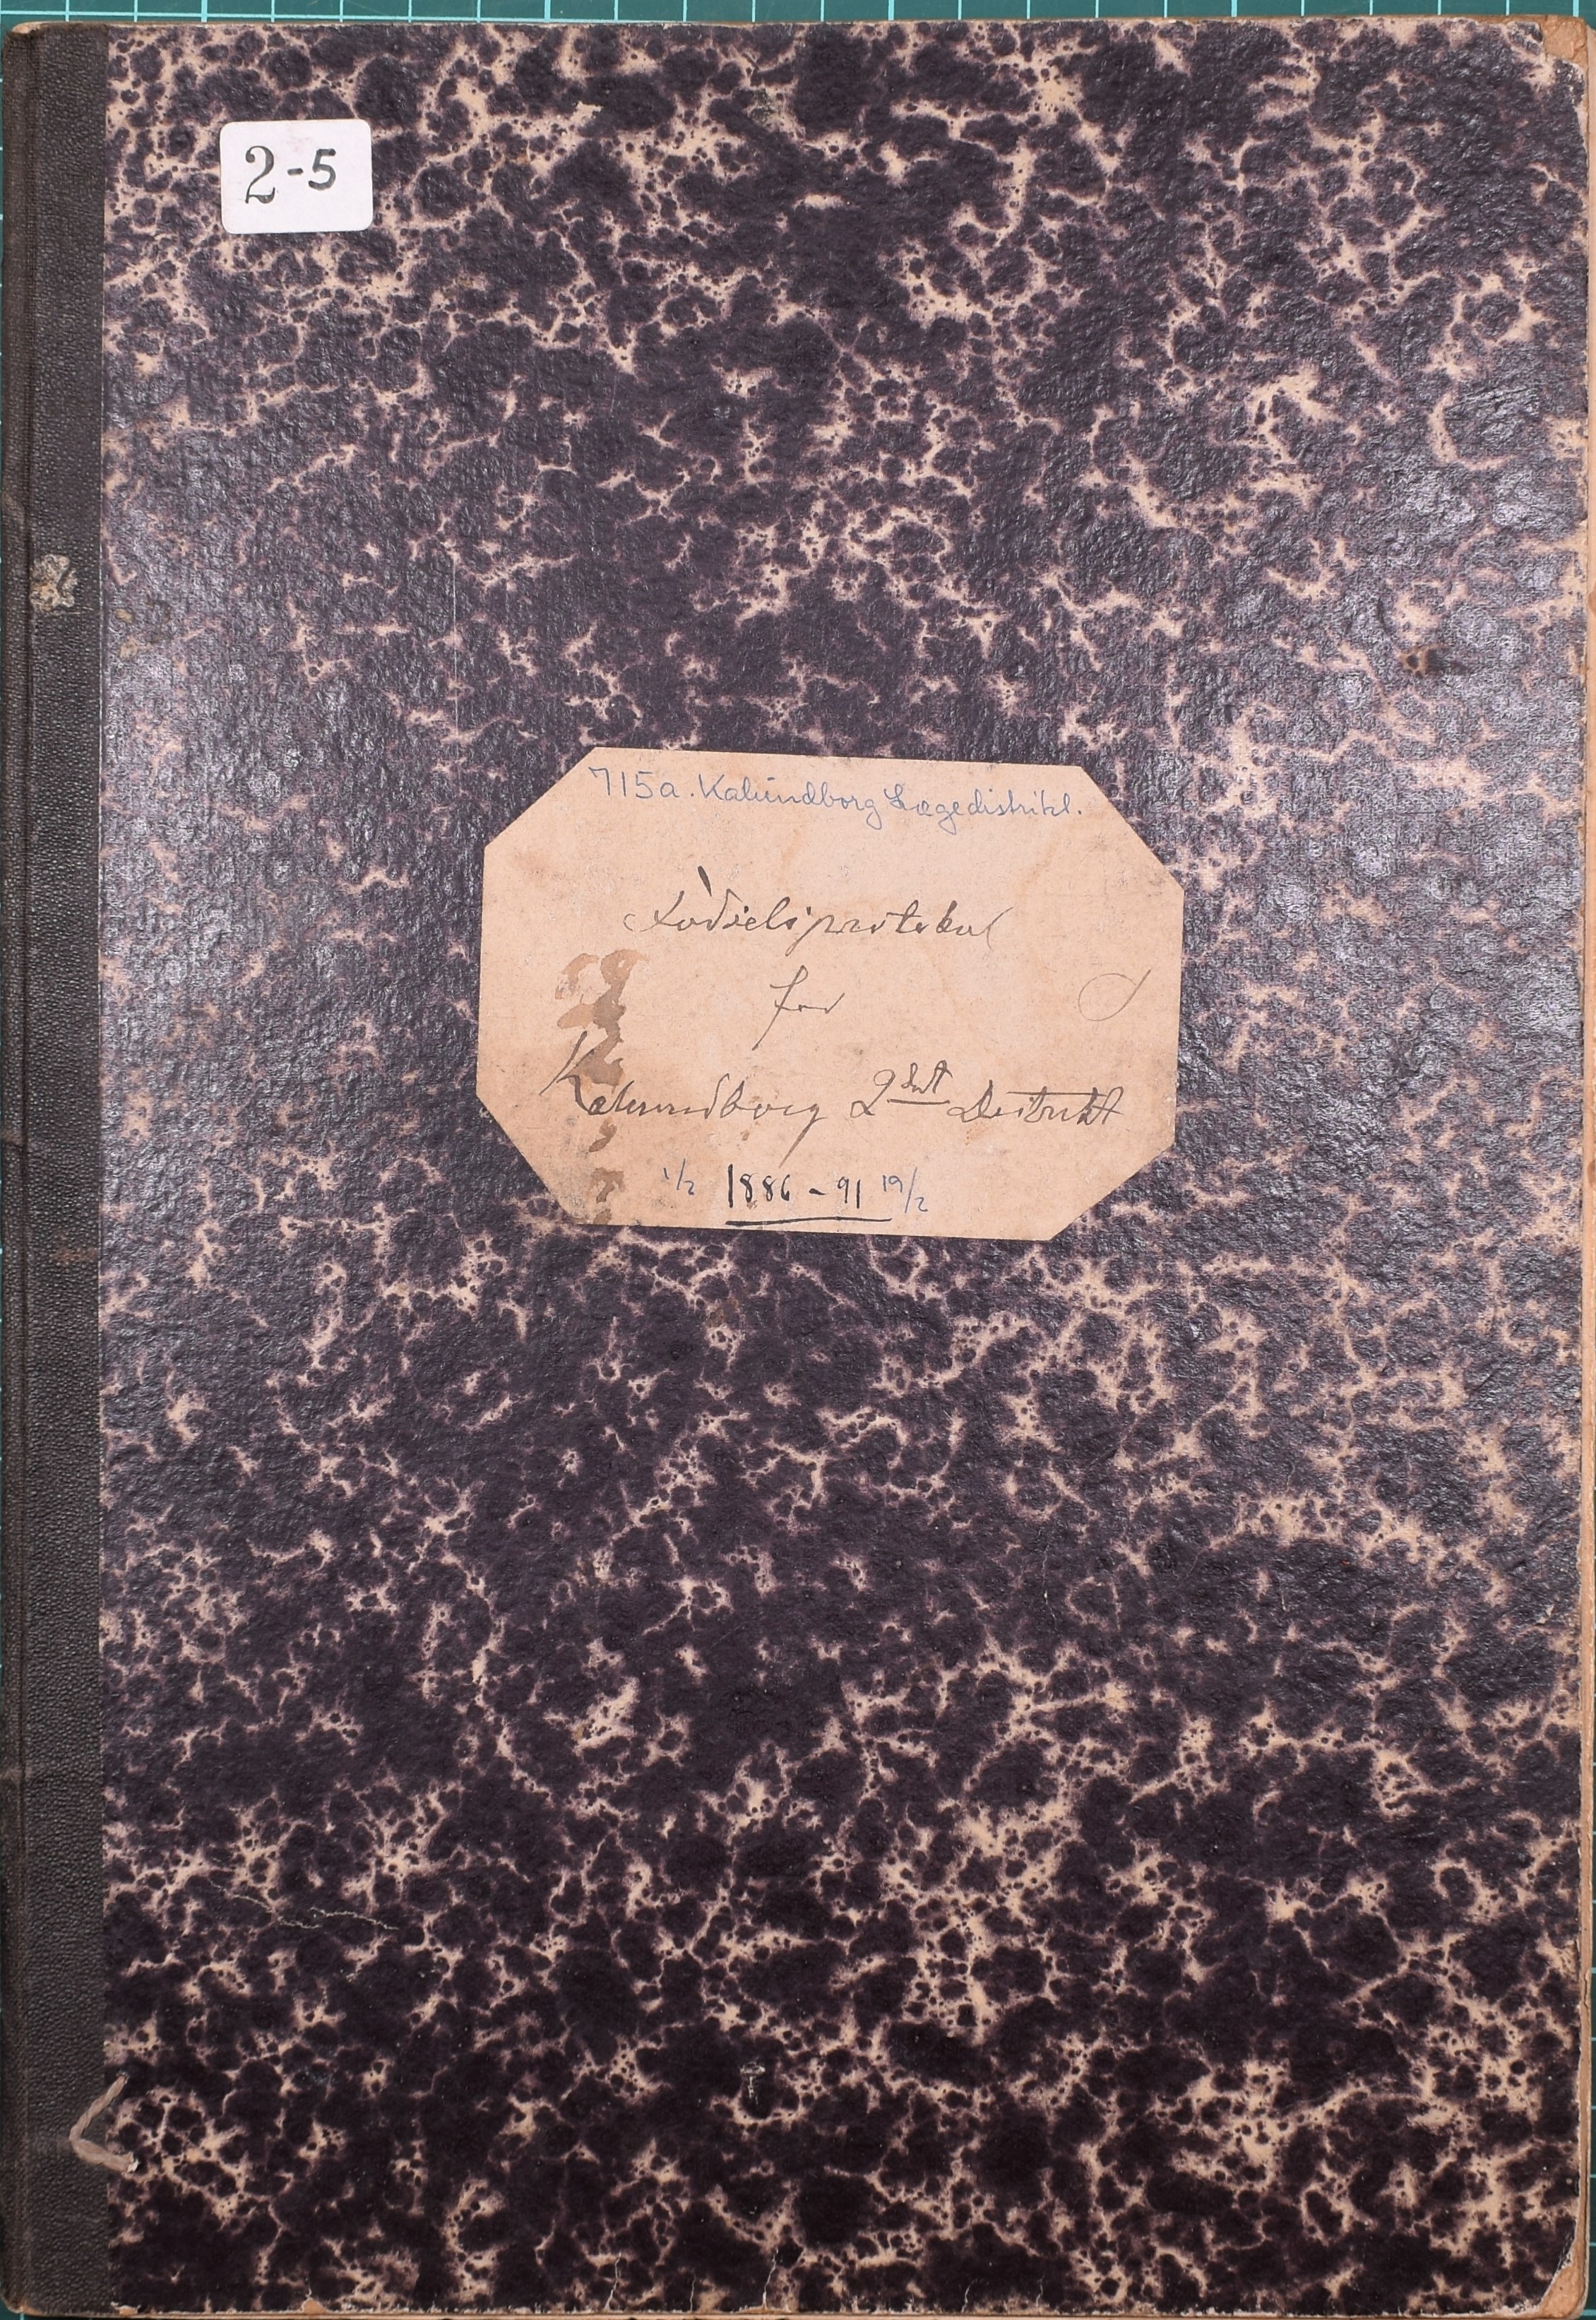 2-5
715a. Kalundborg Lægedistrikt.
Fødselsprotokol
for
Kalundborg 2det Distrikt
1/2 1886 - 91 19/2